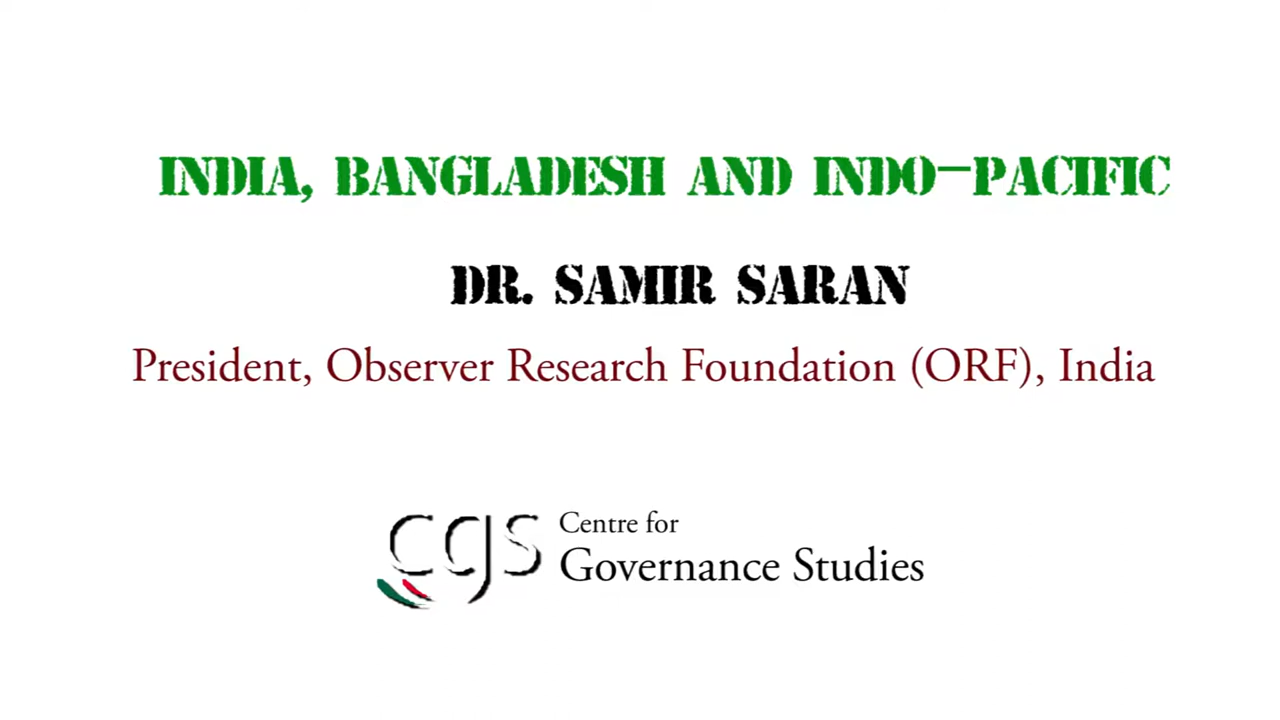 INDIA, BANGLADESH AND INDO-PACIFIC
DR. SAMIR SARAN
President, Observer Research Foundation (ORF), India
cgs Centre for
Governance Studies